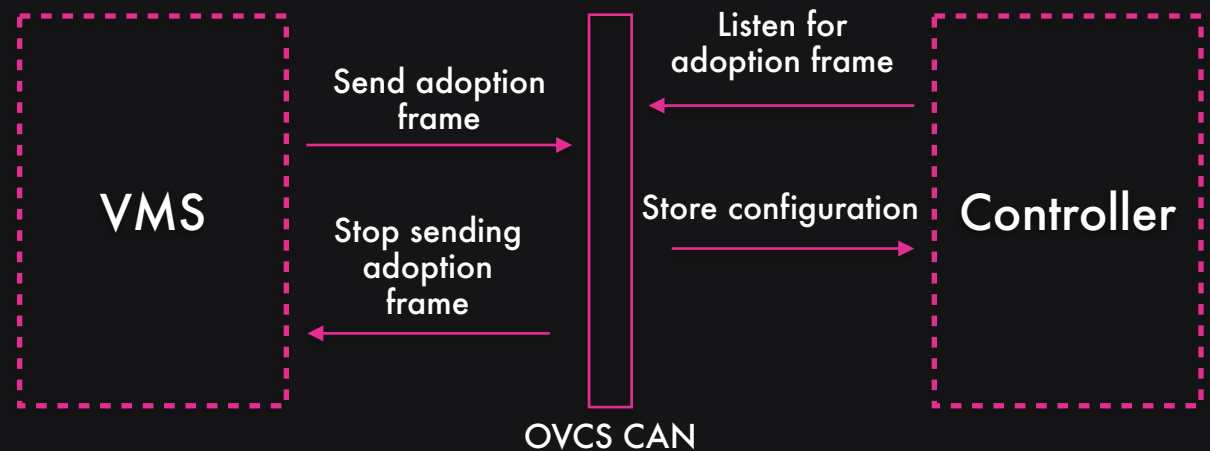 VMS
Send adoption
frame
Stop sending
adoption
frame
OVCS CAN
Listen for
adoption frame
Store configuration
Controller